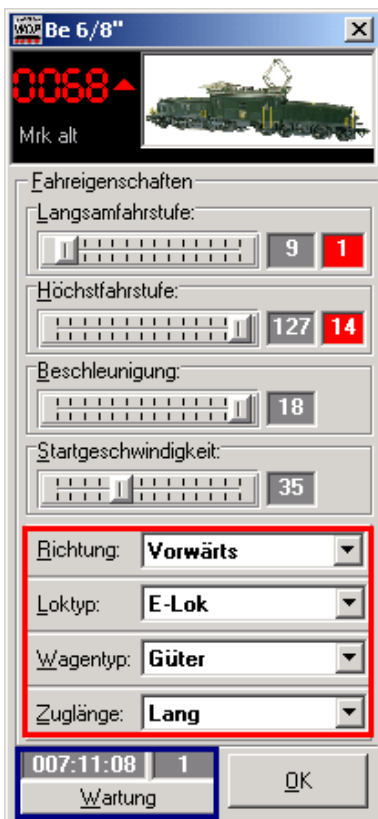 WDP Be 6/8"
0068
Mrk alt
Fahreigenschaften
Langsamfahrstufe:
9 1
Höchstfahrstufe:
127 14
Beschleunigung:
18
Startgeschwindigkeit:
35
Richtung: Vorwärts
Loktyp: E-Lok
Wagentyp: Güter
Zuglänge: Lang
007:11:08 1
Wartung
OK